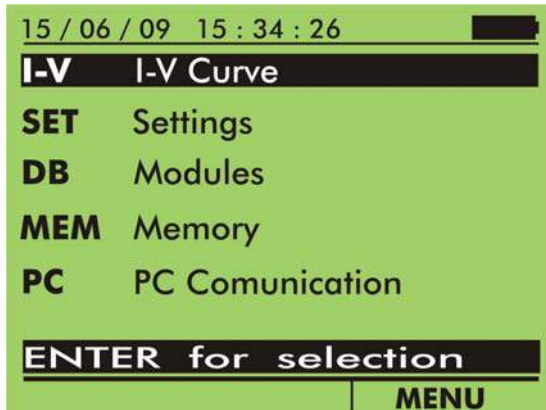 15 / 06 / 09 15 : 34 : 26
I-V I-V Curve
SET Settings
DB Modules
MEM Memory
PC PC Comunication
ENTER for selection
MENU